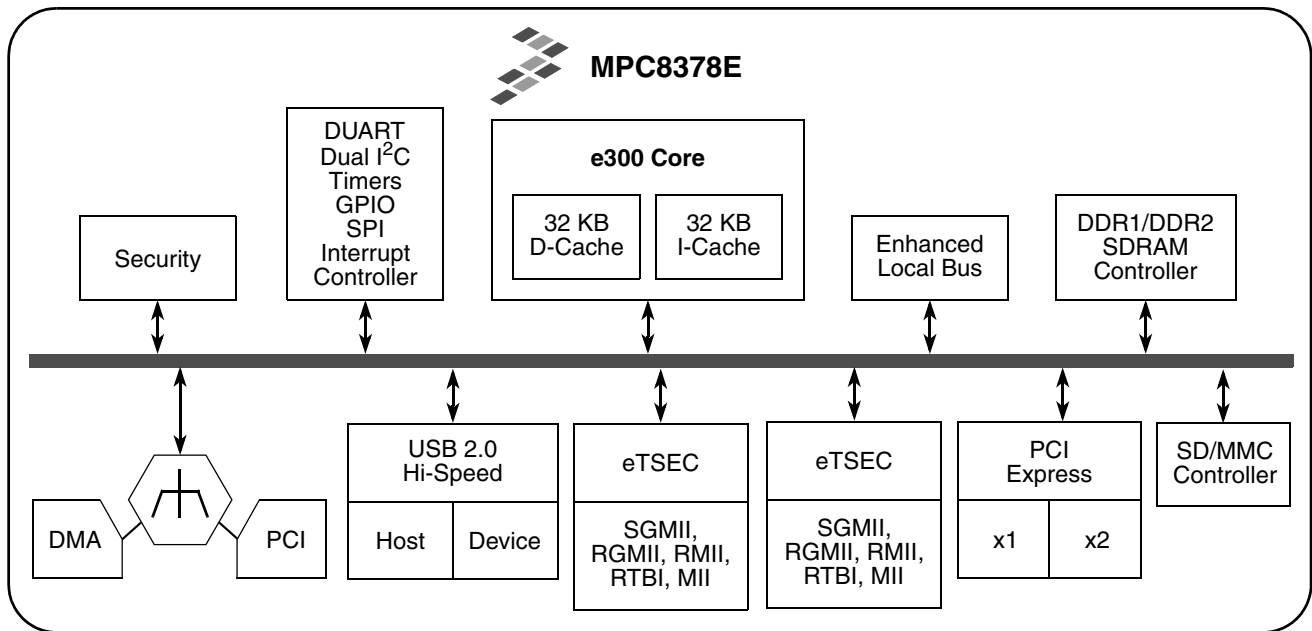 MPC8378E
DUART
Dual I²C
Timers
GPIO
SPI
Interrupt
Controller
e300 Core
32 KB
D-Cache
32 KB
I-Cache
Security
Enhanced
Local Bus
DDR1/DDR2
SDRAM
Controller
DMA
PCI
USB 2.0
Hi-Speed
Host
Device
eTSEC
SGMII,
RGMII, RMII,
RTBI, MII
eTSEC
SGMII,
RGMII, RMII,
RTBI, MII
PCI
Express
x1
x2
SD/MMC
Controller